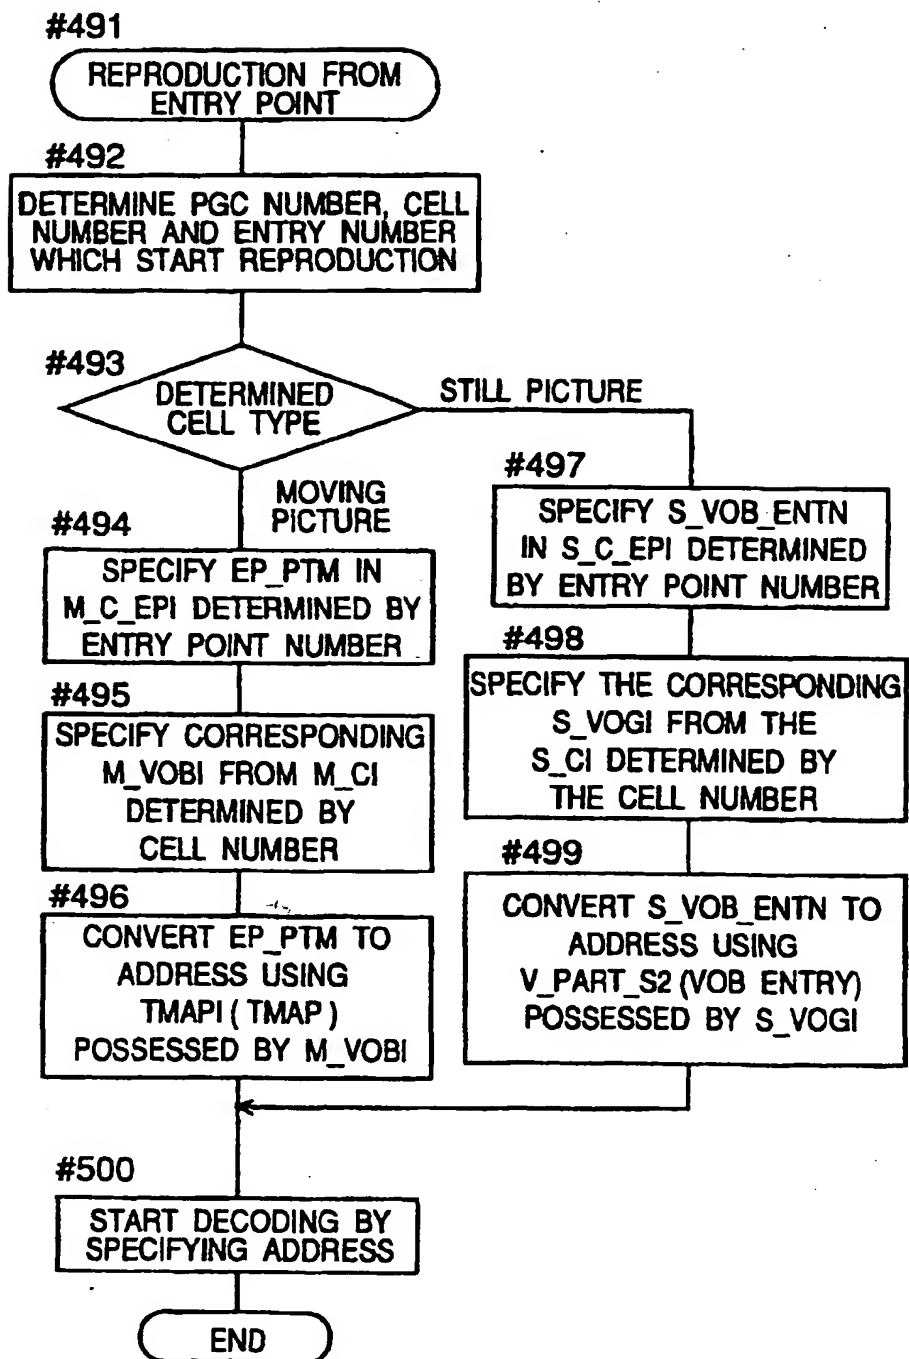 #491
REPRODUCTION FROM
ENTRY POINT
#492
DETERMINE PGC NUMBER, CELL
NUMBER AND ENTRY NUMBER
WHICH START REPRODUCTION
#493
DETERMINED
CELL TYPE
STILL PICTURE
MOVING
PICTURE
#494
SPECIFY EP_PTM IN
M_C_EPI DETERMINED BY
ENTRY POINT NUMBER
#495
SPECIFY CORRESPONDING
M_VOBI FROM M_CI
DETERMINED BY
CELL NUMBER
#496
CONVERT EP_PTM TO
ADDRESS USING
TMAPI ( TMAP )
POSSESSED BY M_VOBI
#497
SPECIFY S_VOB_ENTN
IN S_C_EPI DETERMINED
BY ENTRY POINT NUMBER
#498
SPECIFY THE CORRESPONDING
S_VOGI FROM THE
S_CI DETERMINED BY
THE CELL NUMBER
#499
CONVERT S_VOB_ENTN TO
ADDRESS USING
V_PART_S2 (VOB ENTRY)
POSSESSED BY S_VOGI
#500
START DECODING BY
SPECIFYING ADDRESS
END